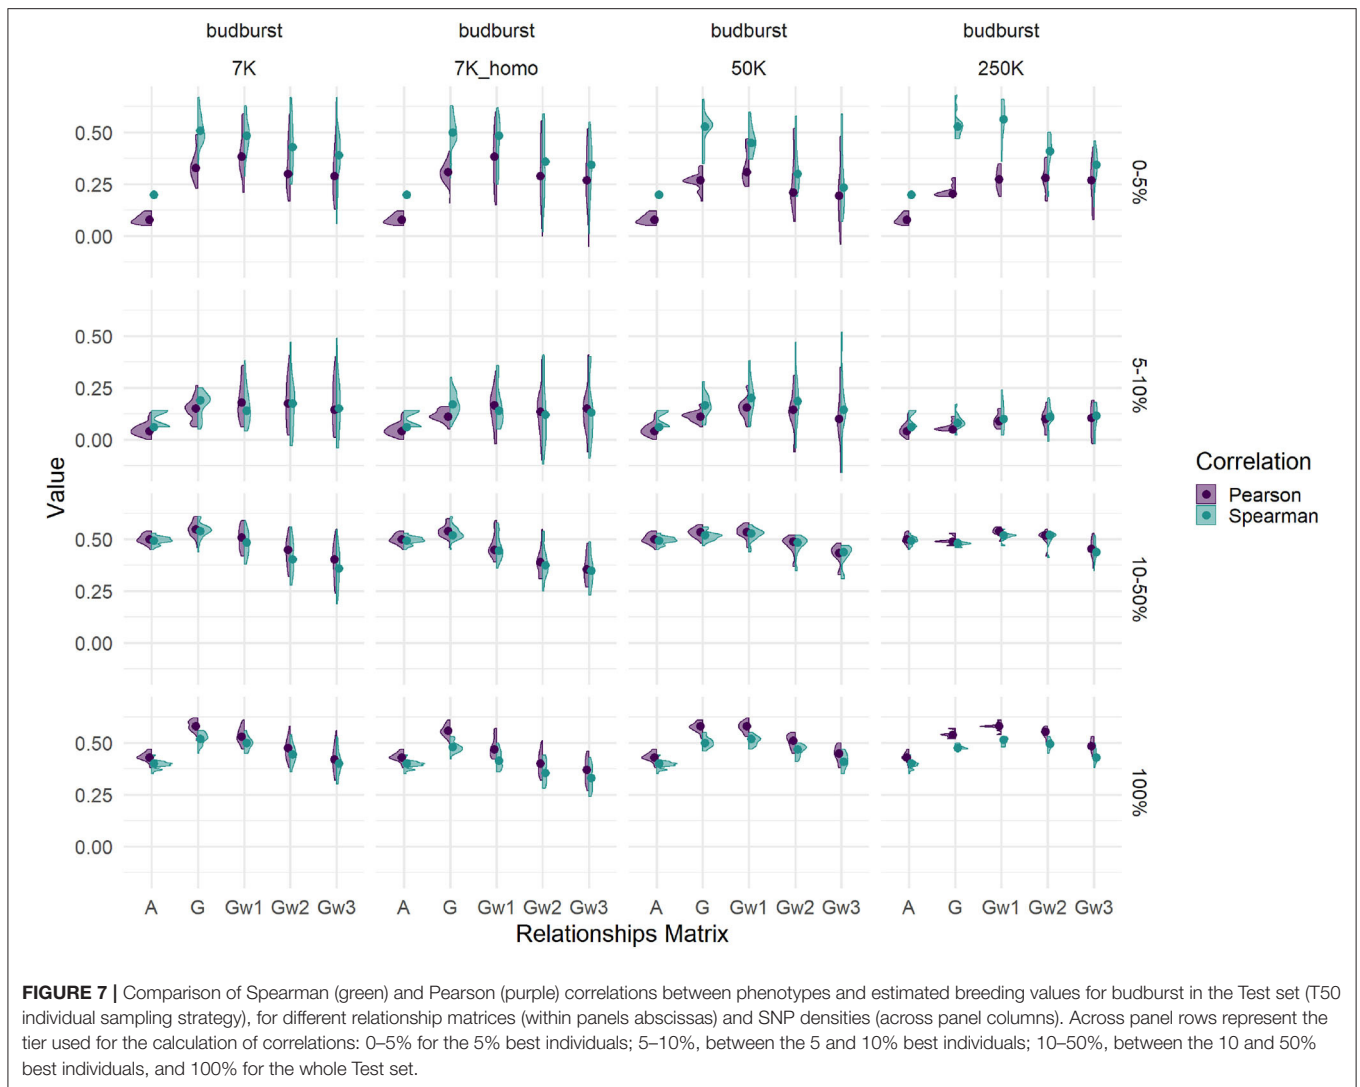 budburst budburst budburst budburst
7K 7K_homo 50K 250K
0.50
0.25
0.00
0-5%
0.50
0.25
0.00
5-10%
0.50
0.25
0.00
10-50%
0.50
0.25
0.00
100%
Value
A G Gw1 Gw2 Gw3 A G Gw1 Gw2 Gw3 A G Gw1 Gw2 Gw3 A G Gw1 Gw2 Gw3
Relationships Matrix
Correlation
Pearson
Spearman
FIGURE 7 | Comparison of Spearman (green) and Pearson (purple) correlations between phenotypes and estimated breeding values for budburst in the Test set (T50
individual sampling strategy), for different relationship matrices (within panels abscissas) and SNP densities (across panel columns). Across panel rows represent the
tier used for the calculation of correlations: 0–5% for the 5% best individuals; 5–10%, between the 5 and 10% best individuals; 10–50%, between the 10 and 50%
best individuals, and 100% for the whole Test set.